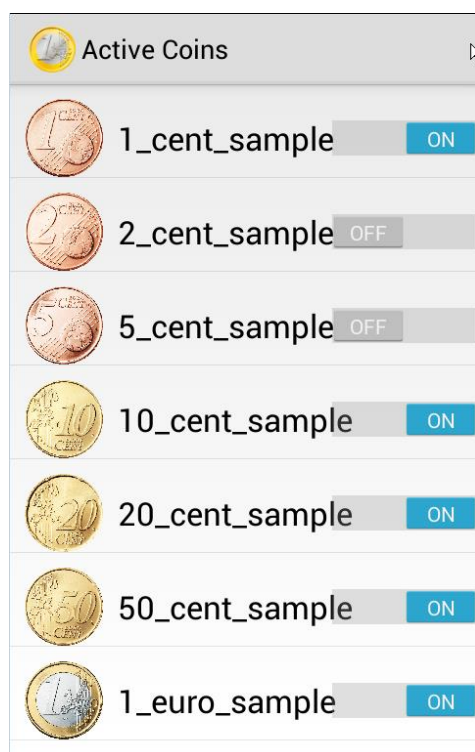 Active Coins
1_cent_sample ON
2_cent_sample OFF
5_cent_sample OFF
10_cent_sample ON
20_cent_sample ON
50_cent_sample ON
1_euro_sample ON